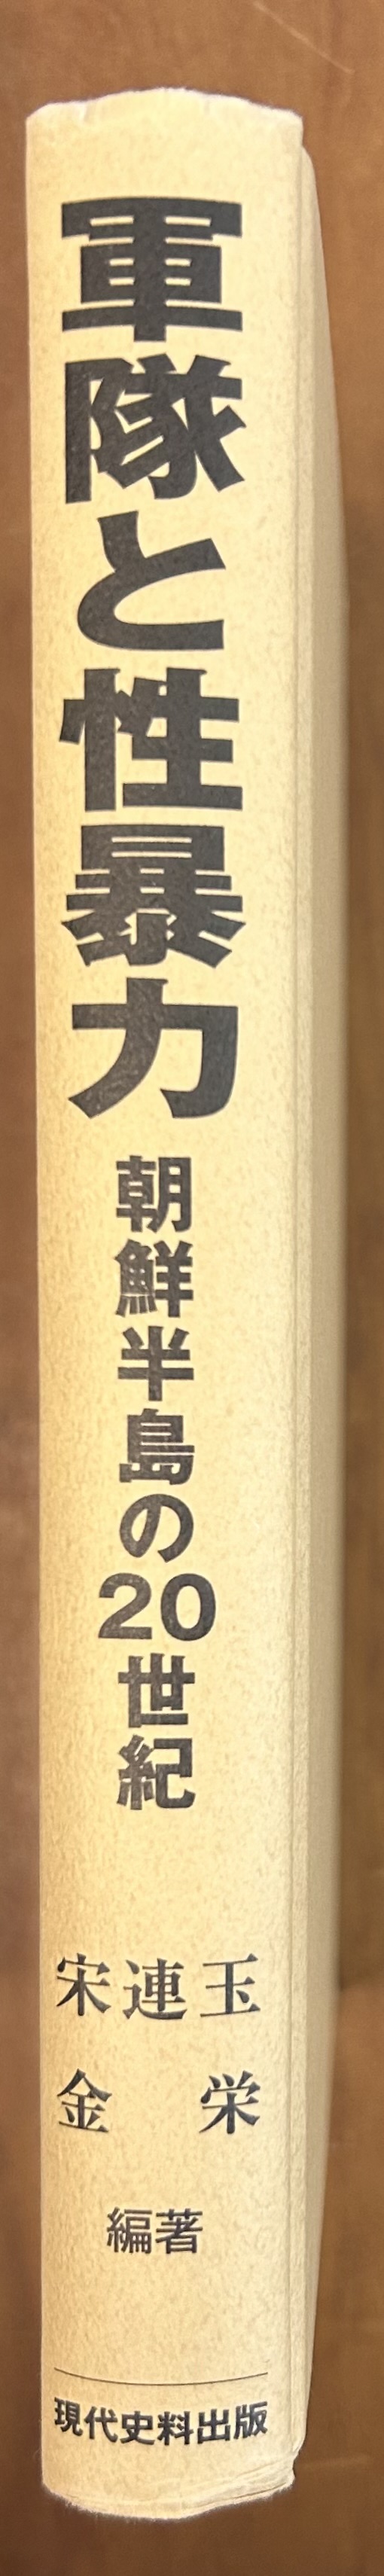 軍隊と性暴力
朝鮮半島の20世紀
宋連玉
金栄
編著
現代史料出版